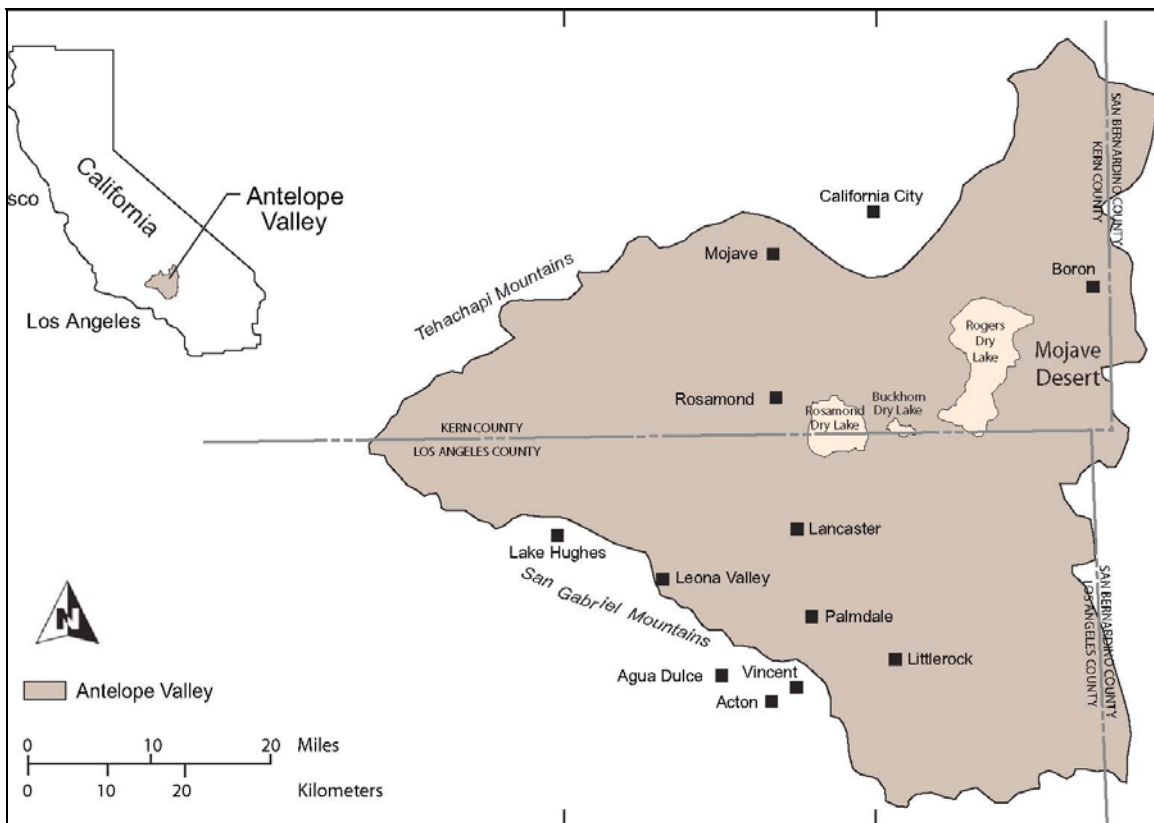 California
sco
Antelope
Valley
Los Angeles
SAN BERNARDINO COUNTY
KERN COUNTY
California City
Mojave
Boron
Tehachapi Mountains
Rogers
Dry
Lake
Mojave
Desert
Rosamond
Buckhorn
Dry Lake
Rosamond
Dry Lake
KERN COUNTY
LOS ANGELES COUNTY
Lancaster
Lake Hughes
Leona Valley
San Gabriel Mountains
SAN BERNARDINO COUNTY
LOS ANGELES COUNTY
N
Palmdale
Littlerock
Agua Dulce
Vincent
Acton
Antelope Valley
0 10 20 Miles
0 10 20 Kilometers